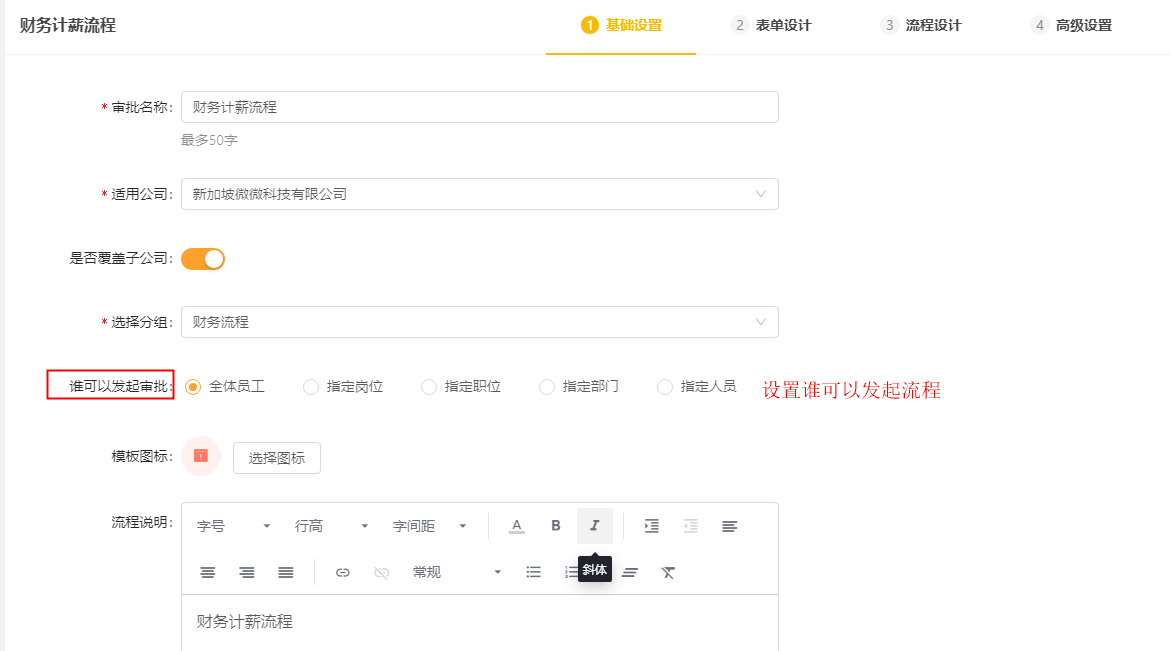 财务计薪流程
1 基础设置
2 表单设计
3 流程设计
4 高级设置
* 审批名称: 财务计薪流程
最多50字
* 适用公司: 新加坡微微科技有限公司
是否覆盖子公司:
* 选择分组: 财务流程
谁可以发起审批: 全体员工 指定岗位 指定职位 指定部门 指定人员 设置谁可以发起流程
模板图标: 选择图标
流程说明: 字号 行高 字间距 A B I
常规
斜体
财务计薪流程